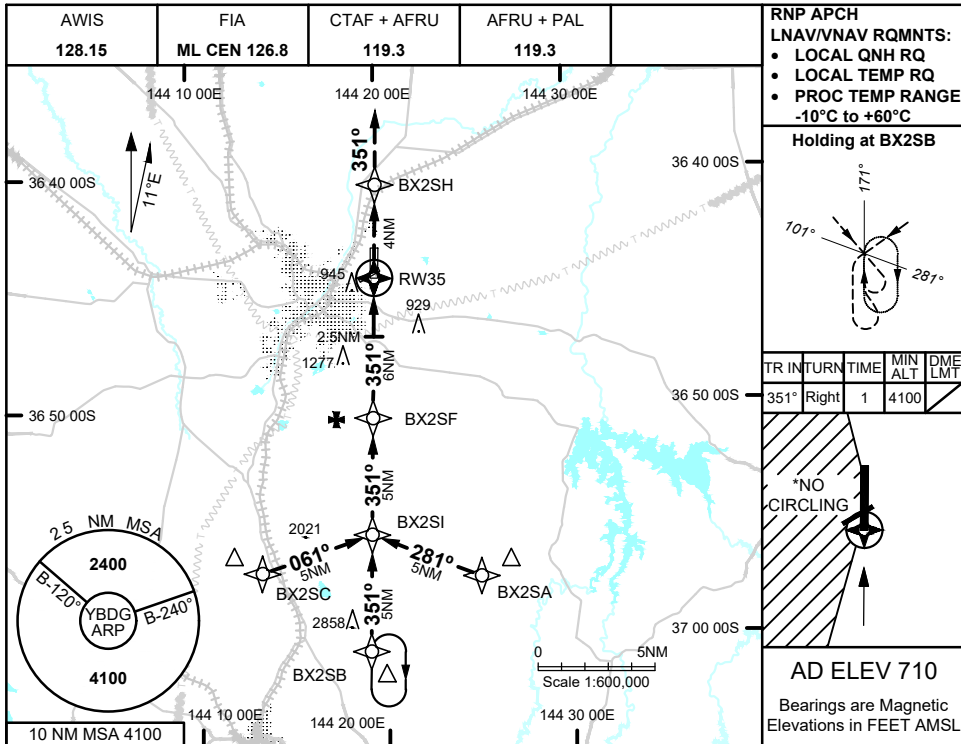 AWIS
128.15
FIA
ML CEN 126.8
CTAF + AFRU
119.3
AFRU + PAL
119.3
RNP APCH
LNAV/VNAV RQMNTS:
• LOCAL QNH RQ
• LOCAL TEMP RQ
• PROC TEMP RANGE
-10°C to +60°C
144 10 00E
144 20 00E
144 30 00E
36 40 00S
36 40 00S
11°E
351°
BX2SH
4NM
945
RW35
929
2.5NM
1277
351°
6NM
36 50 00S
36 50 00S
BX2SF
351°
5NM
BX2SI
2021
061°
5NM
281°
5NM
BX2SC
BX2SA
351°
5NM
2858
37 00 00S
BX2SB
0
5NM
Scale 1:600,000
25 NM MSA
2400
B-120°
B-240°
YBDG
ARP
4100
144 10 00E
144 20 00E
144 30 00E
10 NM MSA 4100
Holding at BX2SB
171°
101°
281°
TR IN TURN TIME MIN ALT DME LMT
351° Right 1 4100
*NO
CIRCLING
AD ELEV 710
Bearings are Magnetic
Elevations in FEET AMSL